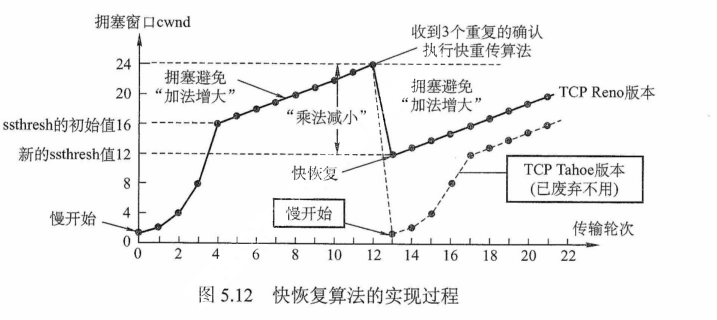 拥塞窗口cwnd
收到3个重复的确认
执行快重传算法
24
20
ssthresh的初始值16
新的ssthresh值12
8
4
0
拥塞避免
“加法增大”
“乘法减小”
拥塞避免
“加法增大”
TCP Reno版本
快恢复
TCP Tahoe版本
(已废弃不用)
慢开始
慢开始
传输轮次
0 2 4 6 8 10 12 14 16 18 20 22
图 5.12 快恢复算法的实现过程